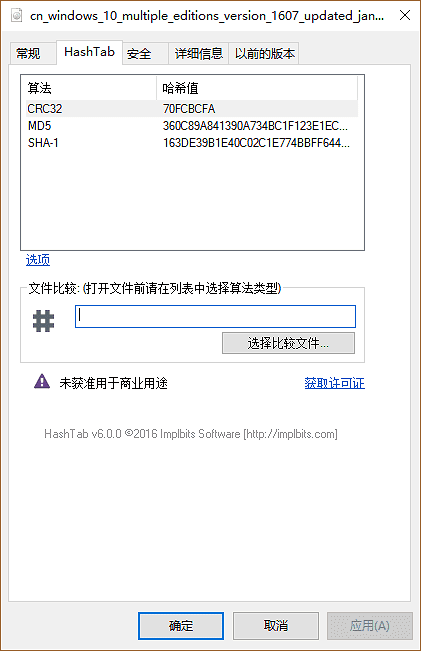 cn_windows_10_multiple_editions_version_1607_updated_jan...
常规 HashTab 安全 详细信息 以前的版本
算法 哈希值
CRC32 70FCBCFA
MD5 360C89A841390A734BC1F123E1EC...
SHA-1 163DE39B1E40C02C1E774BBFF644...
选项
文件比较: (打开文件前请在列表中选择算法类型)
选择比较文件...
未获准用于商业用途 获取许可证
HashTab v6.0.0 ©2016 Implbits Software [http://implbits.com]
确定 取消 应用(A)